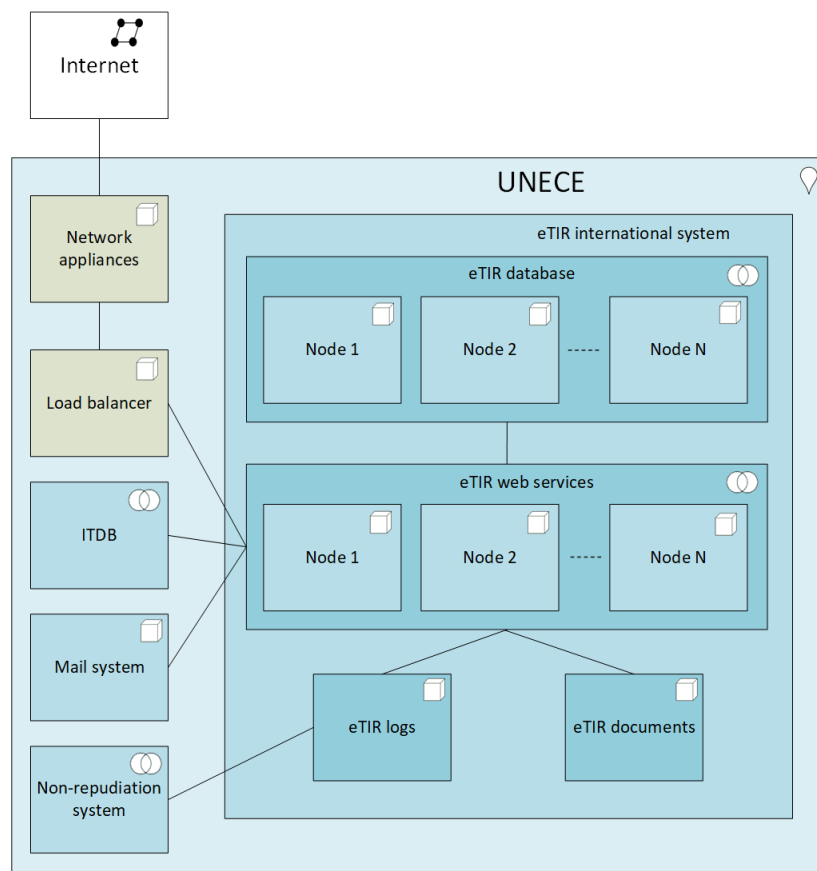 Internet
UNECE
Network
appliances
Load balancer
ITDB
Mail system
Non-repudiation
system
eTIR international system
eTIR database
Node 1
Node 2
Node N
eTIR web services
Node 1
Node 2
Node N
eTIR logs
eTIR documents